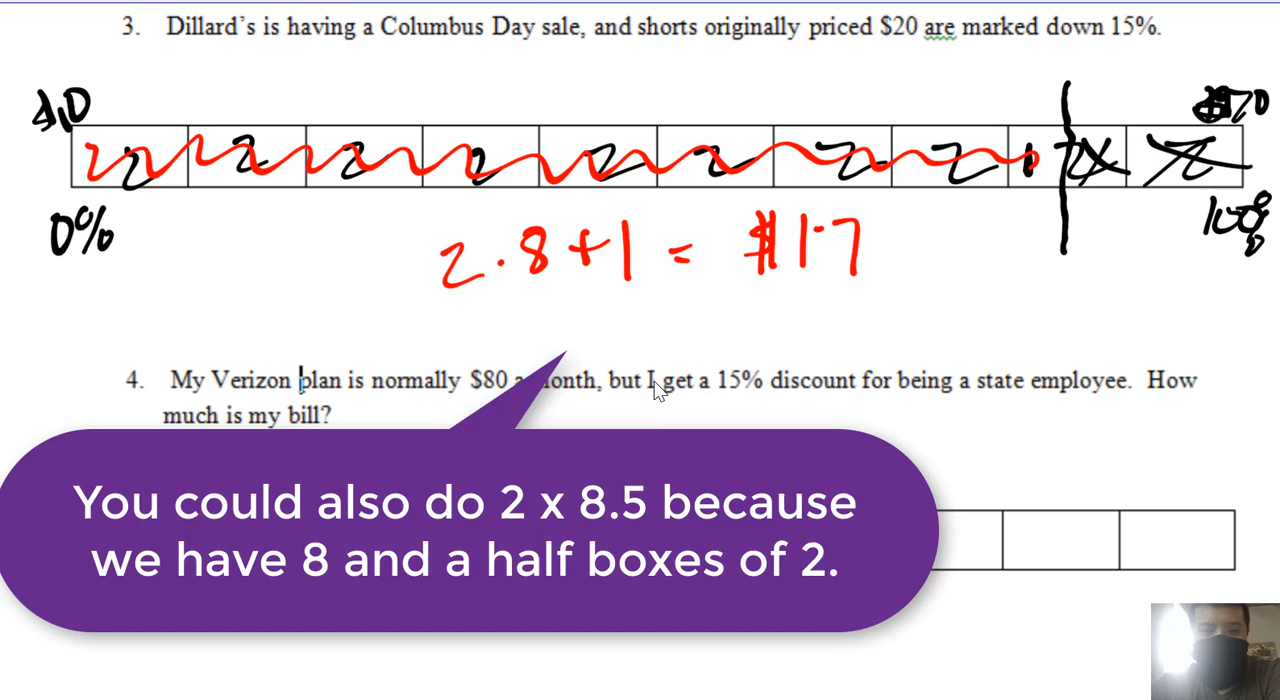 3. Dillard's is having a Columbus Day sale, and shorts originally priced $20 are marked down 15%.
2 2 2 2 2 2 2 2 1
0%
2.8+1 = $17
4. My Verizon plan is normally $80 a month, but I get a 15% discount for being a state employee. How
much is my bill?
You could also do 2 x 8.5 because
we have 8 and a half boxes of 2.